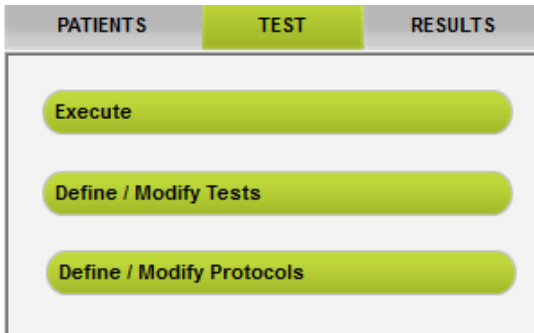 PATIENTS TEST RESULTS
Execute
Define / Modify Tests
Define / Modify Protocols